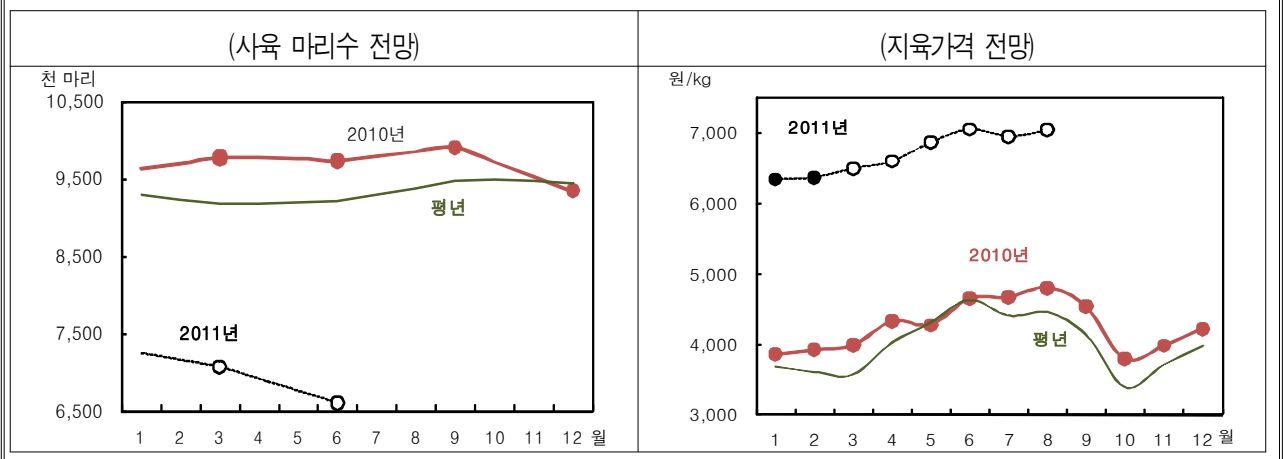 (사육 마리수 전망)
천 마리
10,500
9,500
8,500
7,500
6,500
2010년
평년
2011년
1 2 3 4 5 6 7 8 9 10 11 12 월
(지육가격 전망)
원/kg
7,000
6,000
5,000
4,000
3,000
2011년
2010년
평년
1 2 3 4 5 6 7 8 9 10 11 12 월